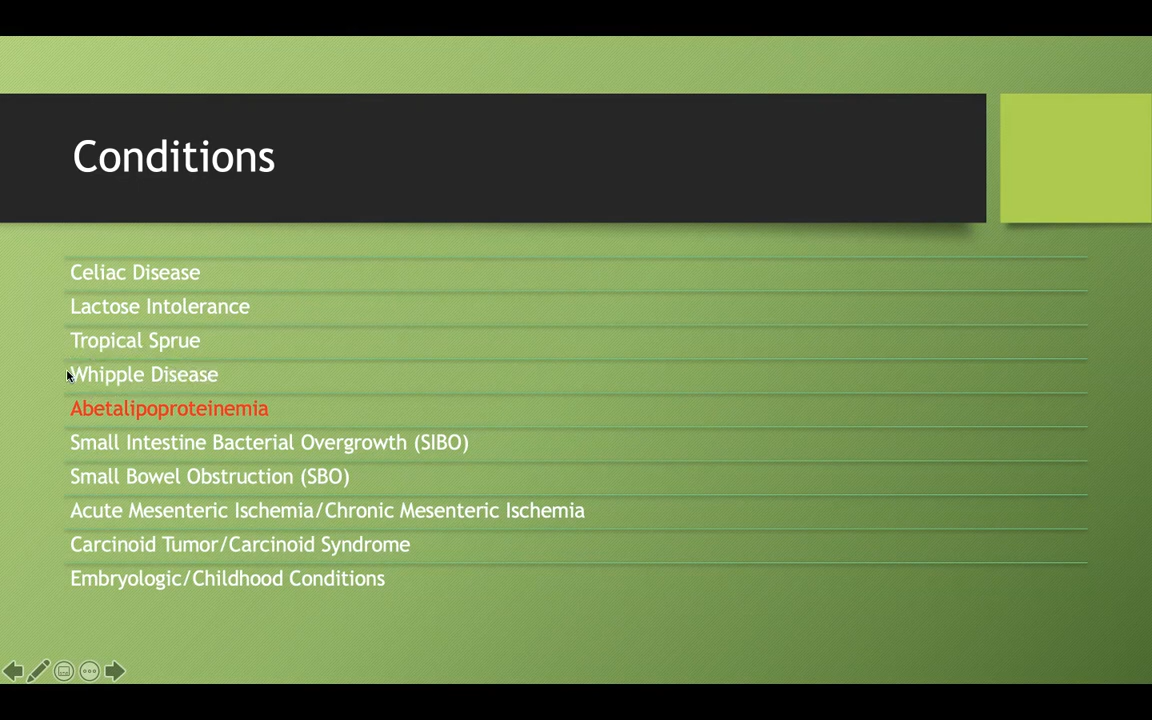 Conditions
Celiac Disease
Lactose Intolerance
Tropical Sprue
Whipple Disease
Abetalipoproteinemia
Small Intestine Bacterial Overgrowth (SIBO)
Small Bowel Obstruction (SBO)
Acute Mesenteric Ischemia/Chronic Mesenteric Ischemia
Carcinoid Tumor/Carcinoid Syndrome
Embryologic/Childhood Conditions